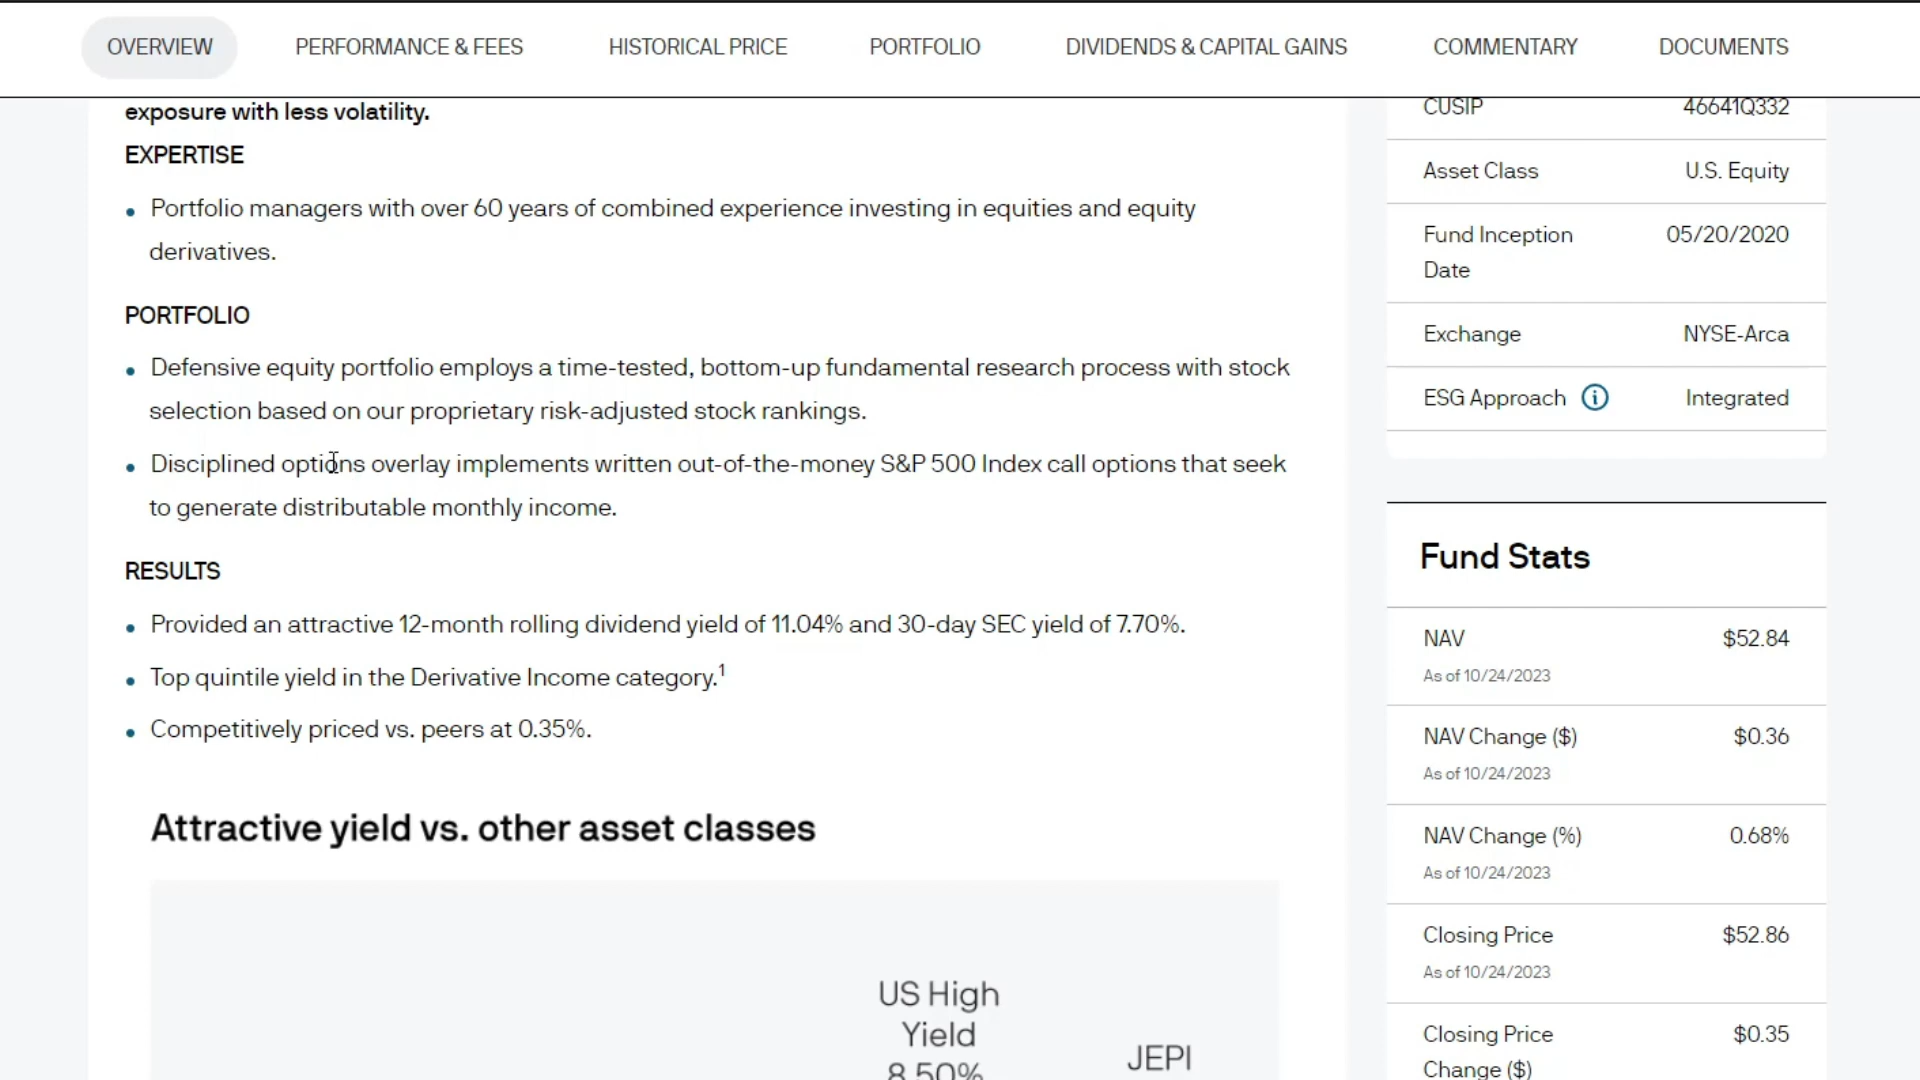 OVERVIEW PERFORMANCE & FEES HISTORICAL PRICE PORTFOLIO DIVIDENDS & CAPITAL GAINS COMMENTARY DOCUMENTS
exposure with less volatility.
EXPERTISE
• Portfolio managers with over 60 years of combined experience investing in equities and equity
derivatives.
PORTFOLIO
• Defensive equity portfolio employs a time-tested, bottom-up fundamental research process with stock
selection based on our proprietary risk-adjusted stock rankings.
• Disciplined options overlay implements written out-of-the-money S&P 500 Index call options that seek
to generate distributable monthly income.
RESULTS
• Provided an attractive 12-month rolling dividend yield of 11.04% and 30-day SEC yield of 7.70%.
• Top quintile yield in the Derivative Income category.1
• Competitively priced vs. peers at 0.35%.
Attractive yield vs. other asset classes
US High
Yield
8.50%
JEPI
CUSIP 46641Q332
Asset Class U.S. Equity
Fund Inception 05/20/2020
Date
Exchange NYSE-Arca
ESG Approach i Integrated
Fund Stats
NAV $52.84
As of 10/24/2023
NAV Change ($) $0.36
As of 10/24/2023
NAV Change (%) 0.68%
As of 10/24/2023
Closing Price $52.86
As of 10/24/2023
Closing Price $0.35
Change ($)